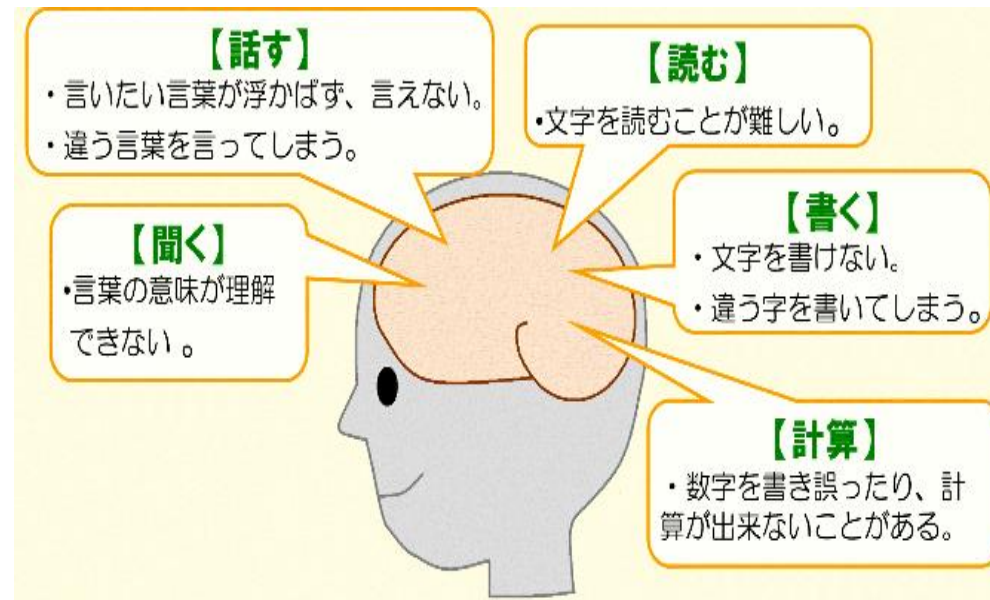 【話す】
・言いたい言葉が浮かばず、言えない。
・違う言葉を言ってしまう。
【読む】
・文字を読むことが難しい。
【聞く】
・言葉の意味が理解
できない 。
【書く】
・文字を書けない。
・違う字を書いてしまう。
【計算】
・数字を書き誤ったり、計
算が出来ないことがある。